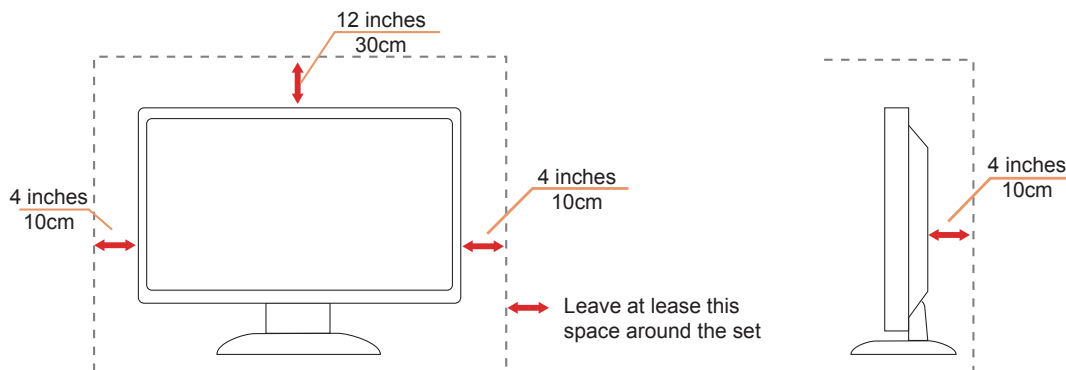 12 inches
30cm
4 inches
10cm
4 inches
10cm
4 inches
10cm
Leave at lease this
space around the set